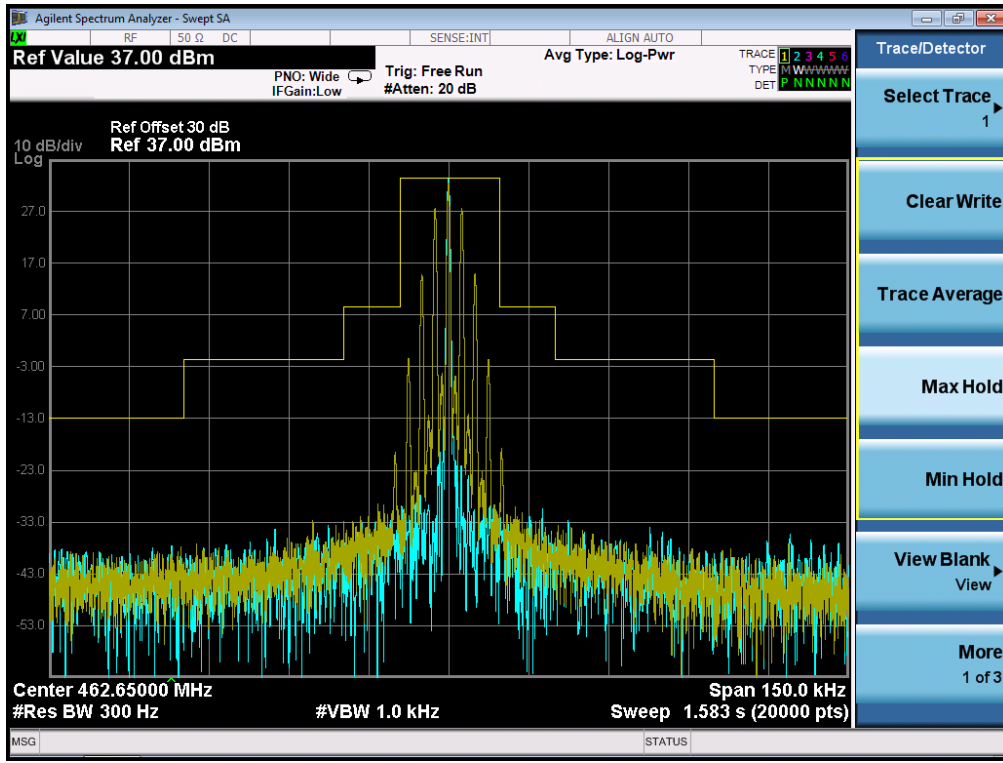 Agilent Spectrum Analyzer - Swept SA
LXI RF 50 Ω DC SENSE:INT ALIGN AUTO
Ref Value 37.00 dBm
PNO: Wide
IFGain:Low
Trig: Free Run
#Atten: 20 dB
Avg Type: Log-Pwr
TRACE 1 2 3 4 5 6
TYPE M WWWWW
DET P N N N N N
Ref Offset 30 dB
10 dB/div Ref 37.00 dBm
Log
27.0
17.0
7.00
-3.00
-13.0
-23.0
-33.0
-43.0
-53.0
Center 462.65000 MHz Span 150.0 kHz
#Res BW 300 Hz #VBW 1.0 kHz Sweep 1.583 s (20000 pts)
MSG STATUS
Trace/Detector
Select Trace
1
Clear Write
Trace Average
Max Hold
Min Hold
View Blank
View
More
1 of 3